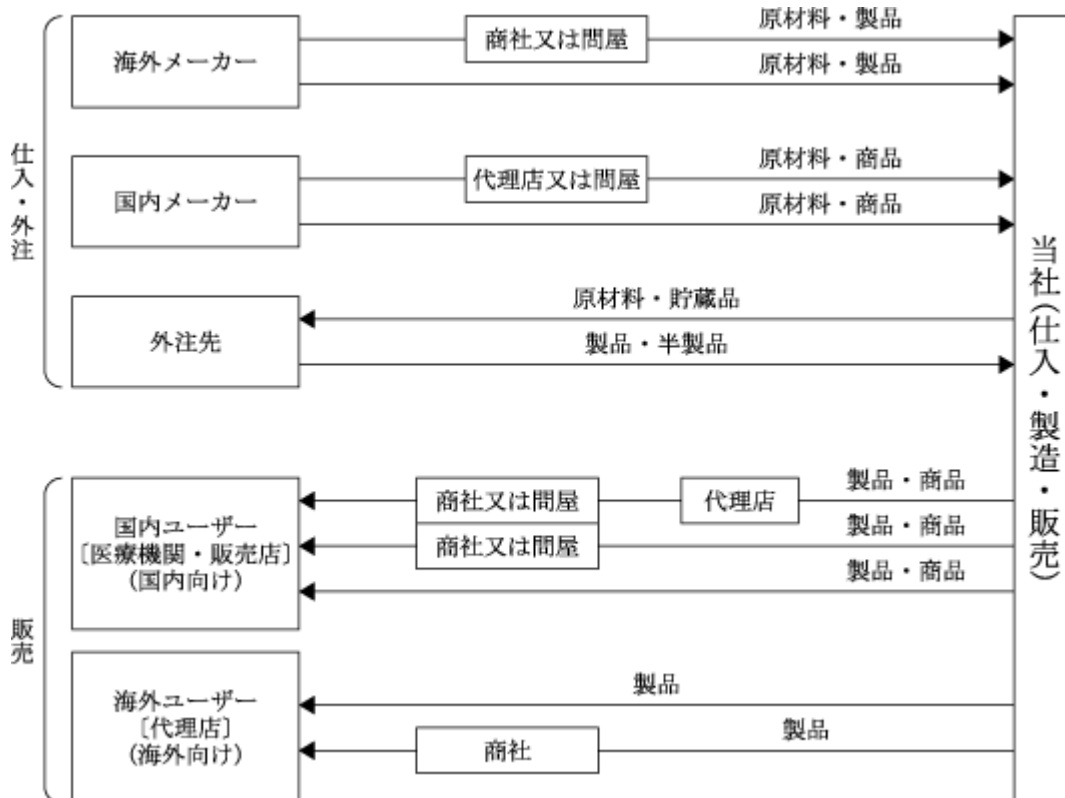 仕入・外注
海外メーカー
商社又は問屋
原材料・製品
原材料・製品
国内メーカー
代理店又は問屋
原材料・商品
原材料・商品
外注先
原材料・貯蔵品
製品・半製品
当社(仕入・製造・販売)
販売
国内ユーザー
〔医療機関・販売店〕
(国内向け)
商社又は問屋
代理店
製品・商品
商社又は問屋
製品・商品
製品・商品
海外ユーザー
〔代理店〕
(海外向け)
製品
商社
製品